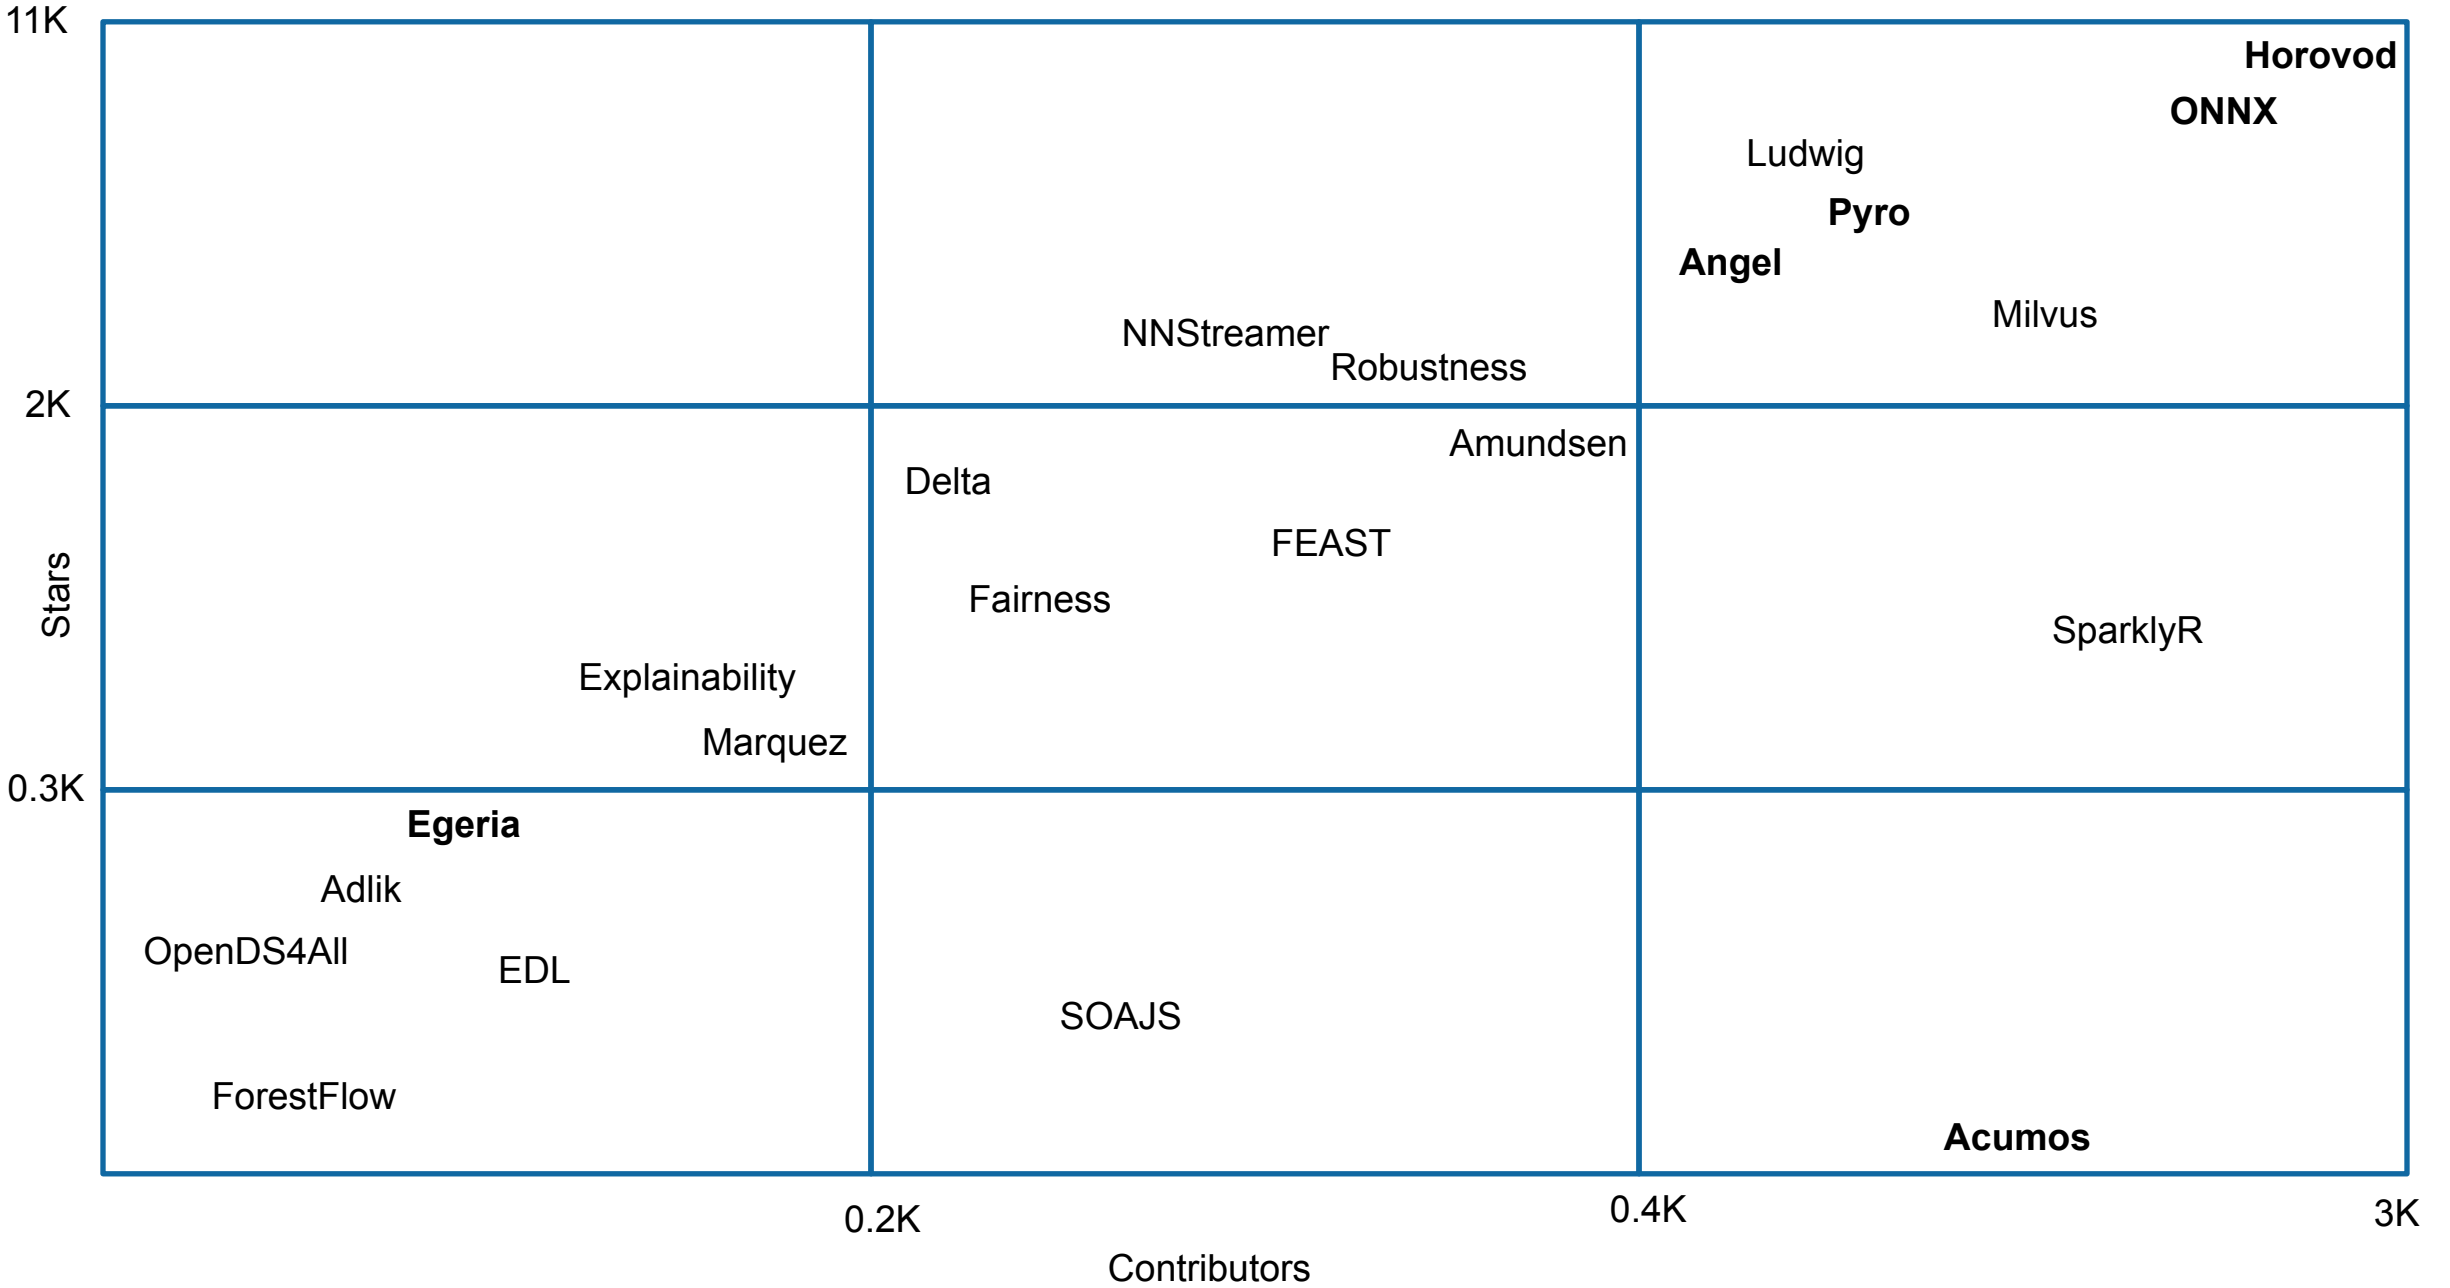 11K
Horovod
ONNX
Ludwig
Pyro
Angel
Milvus
NNStreamer
Robustness
2K
Amundsen
Delta
FEAST
Fairness
Stars
SparklyR
Explainability
Marquez
0.3K
Egeria
Adlik
OpenDS4All
EDL
SOAJS
ForestFlow
Acumos
0.2K
0.4K
3K
Contributors